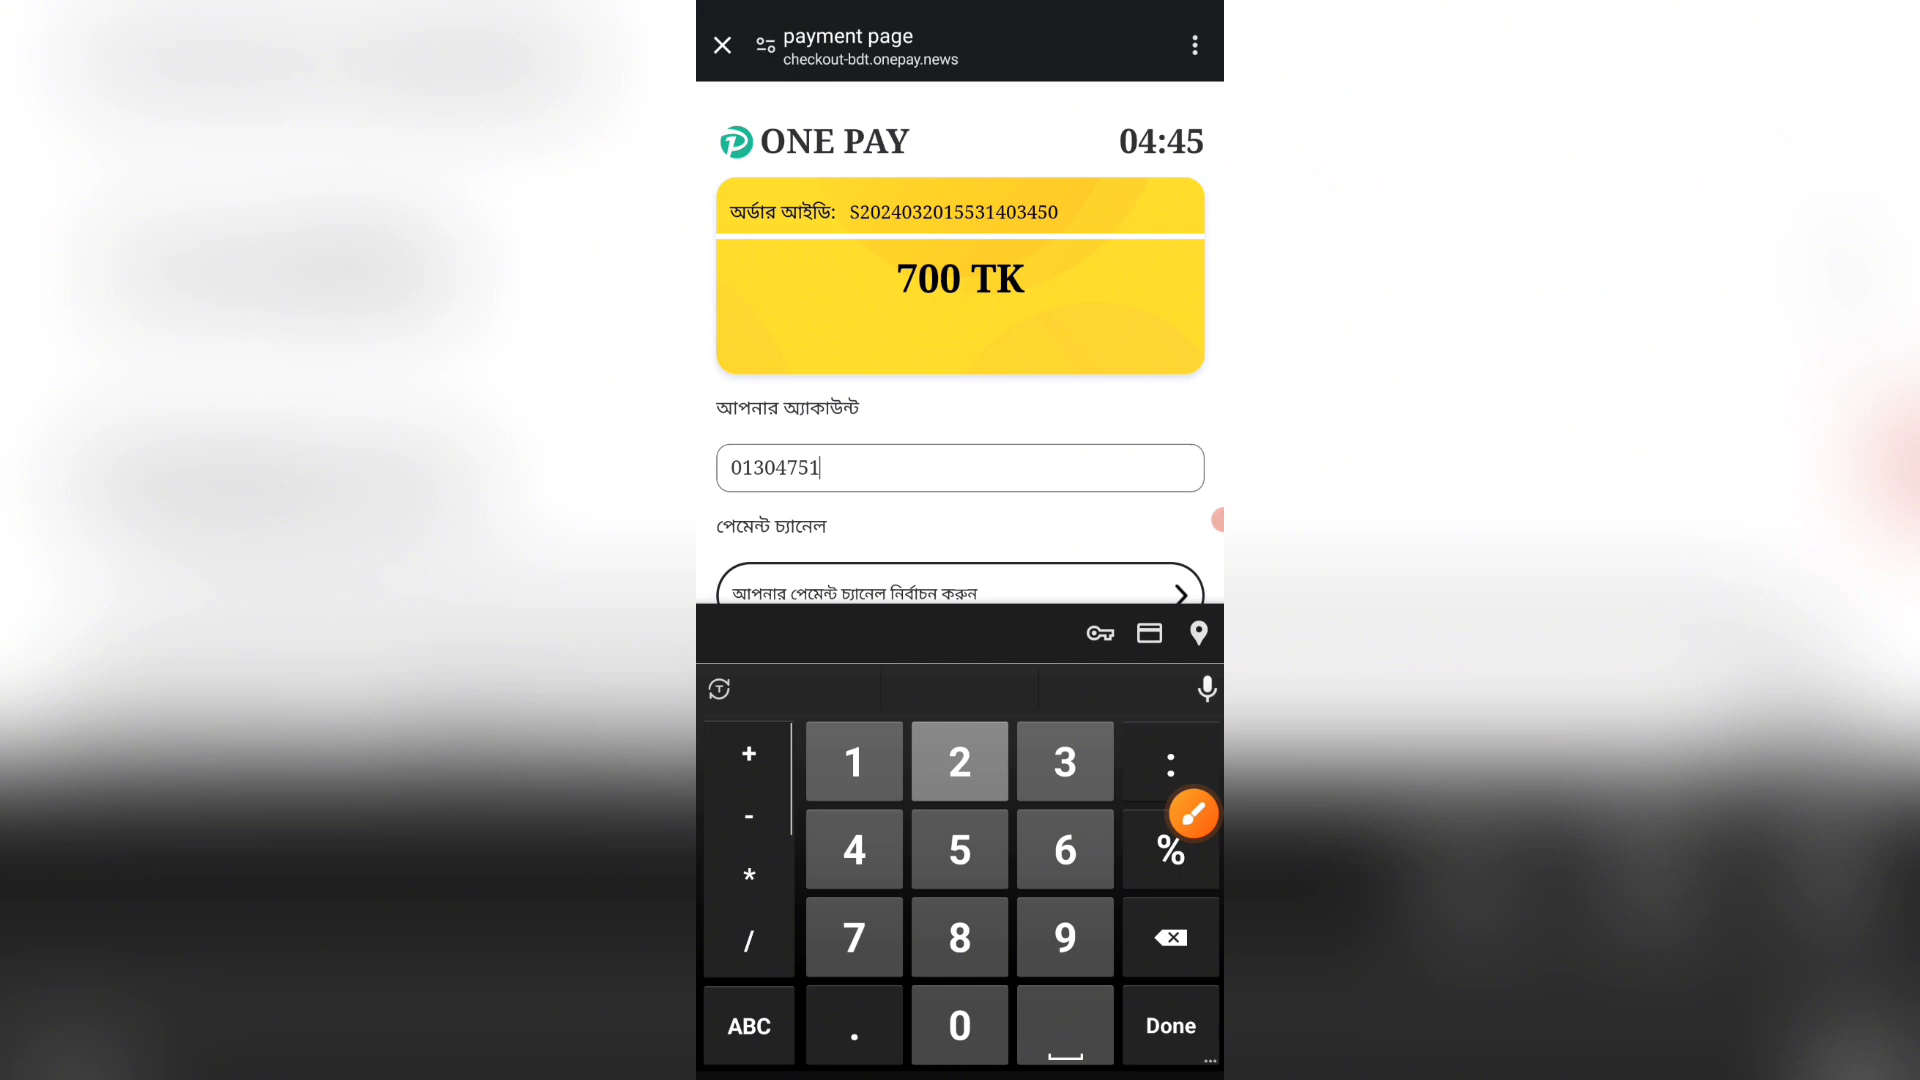 payment page
checkout-bdt.onepay.news
ONE PAY 04:45
অর্ডার আইডি: S2024032015531403450
700 TK
আপনার অ্যাকাউন্ট
01304751
পেমেন্ট চ্যানেল
আপনার পেমেন্ট চ্যানেল নির্বাচন করুন
+ 1 2 3 :
- 4 5 6 %
*
/ 7 8 9
ABC . 0 Done